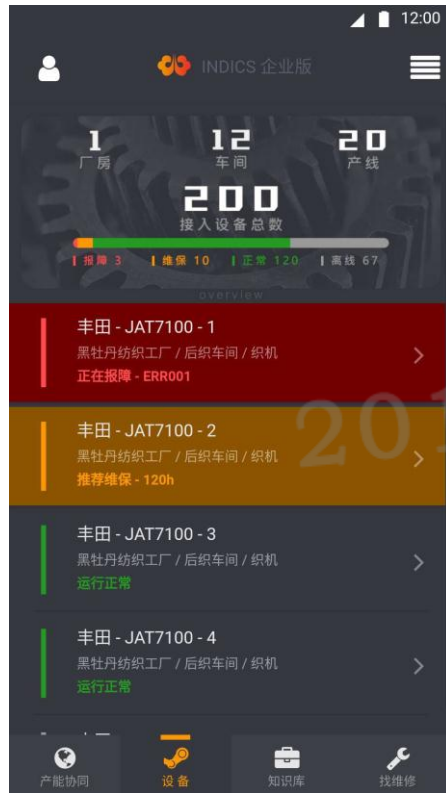 12:00
INDICS 企业版
1 12 20
厂房 车间 产线
200
接入设备总数
报障 3 维保 10 正常 120 离线 67
overview
丰田 - JAT7100 - 1
黑牡丹纺织工厂 / 后织车间 / 织机
正在报障 - ERR001
丰田 - JAT7100 - 2
黑牡丹纺织工厂 / 后织车间 / 织机
推荐维保 - 120h
201
丰田 - JAT7100 - 3
黑牡丹纺织工厂 / 后织车间 / 织机
运行正常
丰田 - JAT7100 - 4
黑牡丹纺织工厂 / 后织车间 / 织机
运行正常
产能协同 设备 知识库 找维修